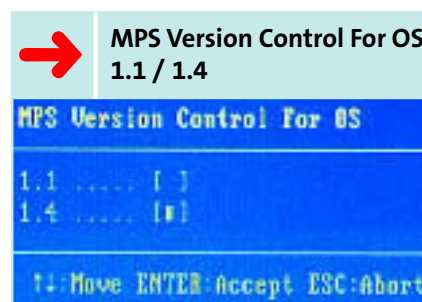 MPS Version Control For OS
1.1 / 1.4
MPS Version Control For OS
1.1 ..... [ ]
1.4 ..... [■]
↑↓:Move ENTER:Accept ESC:Abort